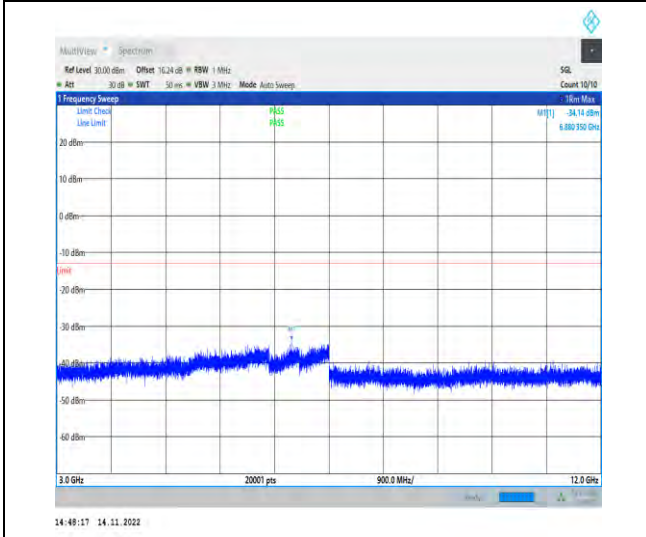 MultiView Spectrum
Ref Level 30.00 dBm Offset 16.24 dB RBW 1 MHz SGL
Att 30 dB SWT 50 ms VBW 3 MHz Mode Auto Sweep Count 10/10
1 Frequency Sweep 1Rm Max
Limit Check PASS M1[1] -34.14 dBm
Line Limit PASS 6.880 350 GHz
20 dBm
10 dBm
0 dBm
-10 dBm
Limit
-20 dBm
-30 dBm
M1
-40 dBm
-50 dBm
-60 dBm
3.0 GHz 20001 pts 900.0 MHz/ 12.0 GHz
14:48:17 14.11.2022